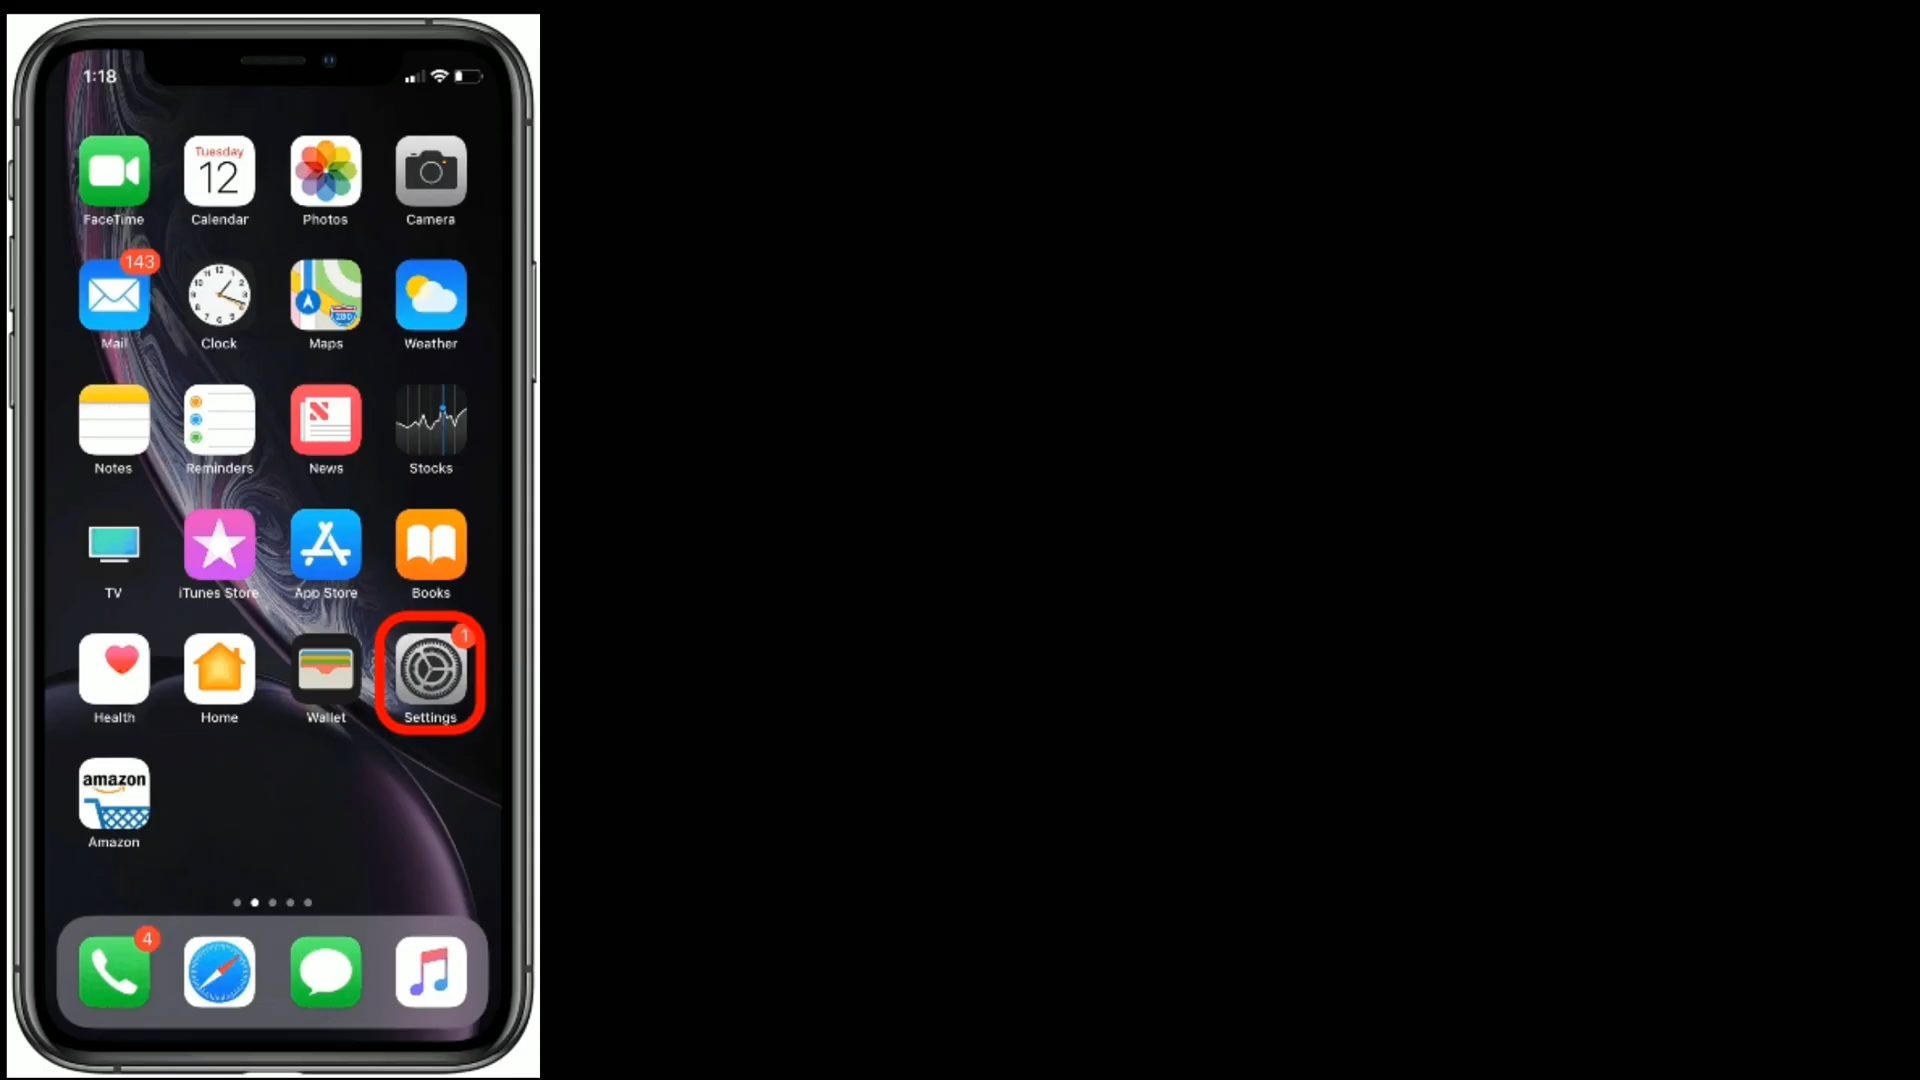 1:18
Tuesday
12
FaceTime
Calendar
Photos
Camera
143
Mail
Clock
Maps
280
Weather
Notes
Reminders
News
Stocks
TV
iTunes Store
App Store
Books
1
Health
Home
Wallet
Settings
amazon
Amazon
4